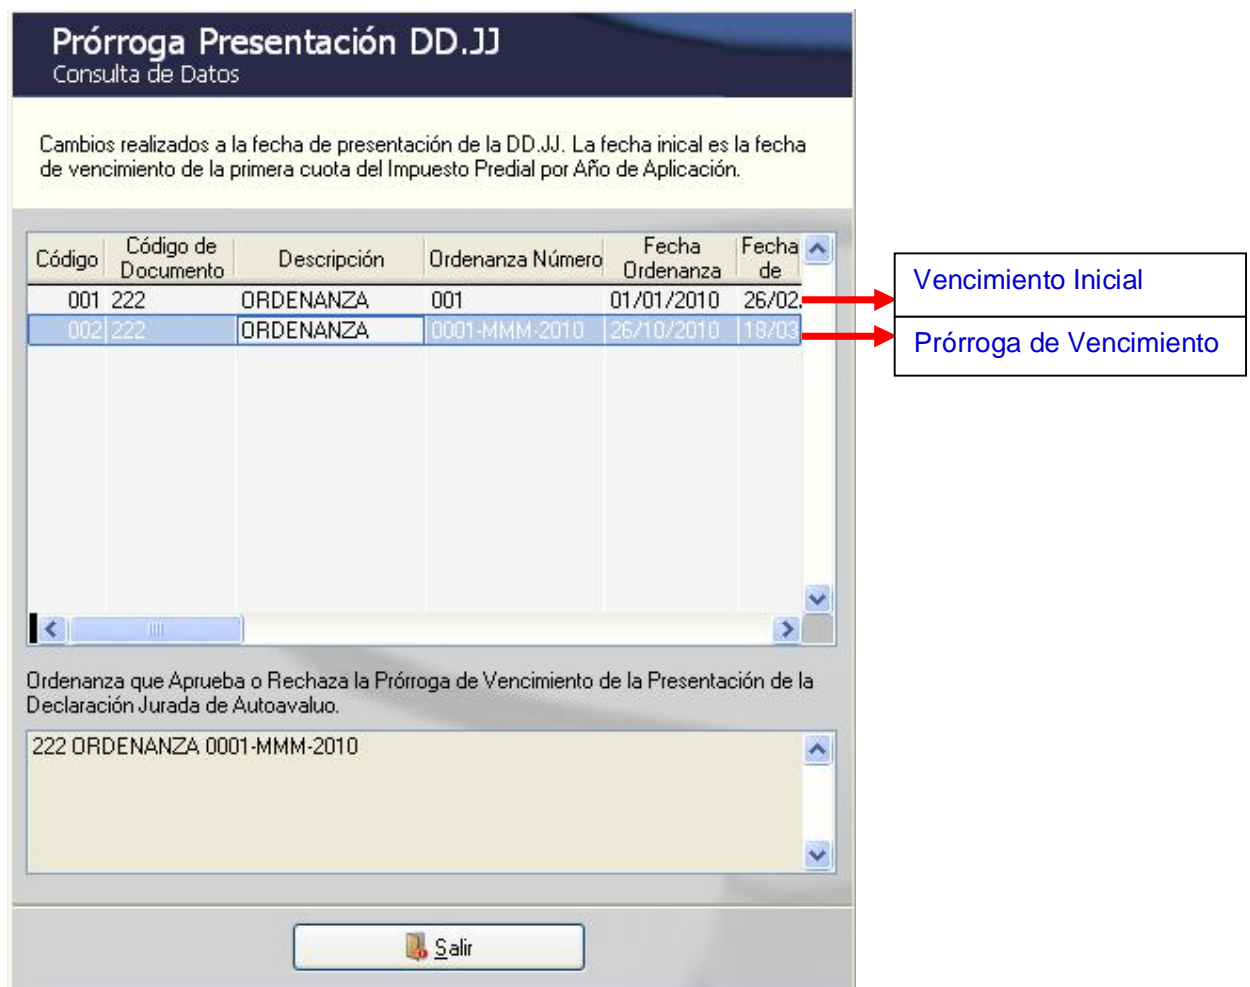 Prórroga Presentación DD.JJ
Consulta de Datos
Cambios realizados a la fecha de presentación de la DD.JJ. La fecha inical es la fecha
de vencimiento de la primera cuota del Impuesto Predial por Año de Aplicación.
Código Código de Documento Descripción Ordenanza Número Fecha Ordenanza Fecha de
001 222 ORDENANZA 001 01/01/2010 26/02
Vencimiento Inicial
002 222 ORDENANZA 0001-MMM-2010 26/10/2010 18/03
Prórroga de Vencimiento
Ordenanza que Aprueba o Rechaza la Prórroga de Vencimiento de la Presentación de la
Declaración Jurada de Autoavaluo.
222 ORDENANZA 0001-MMM-2010
Salir